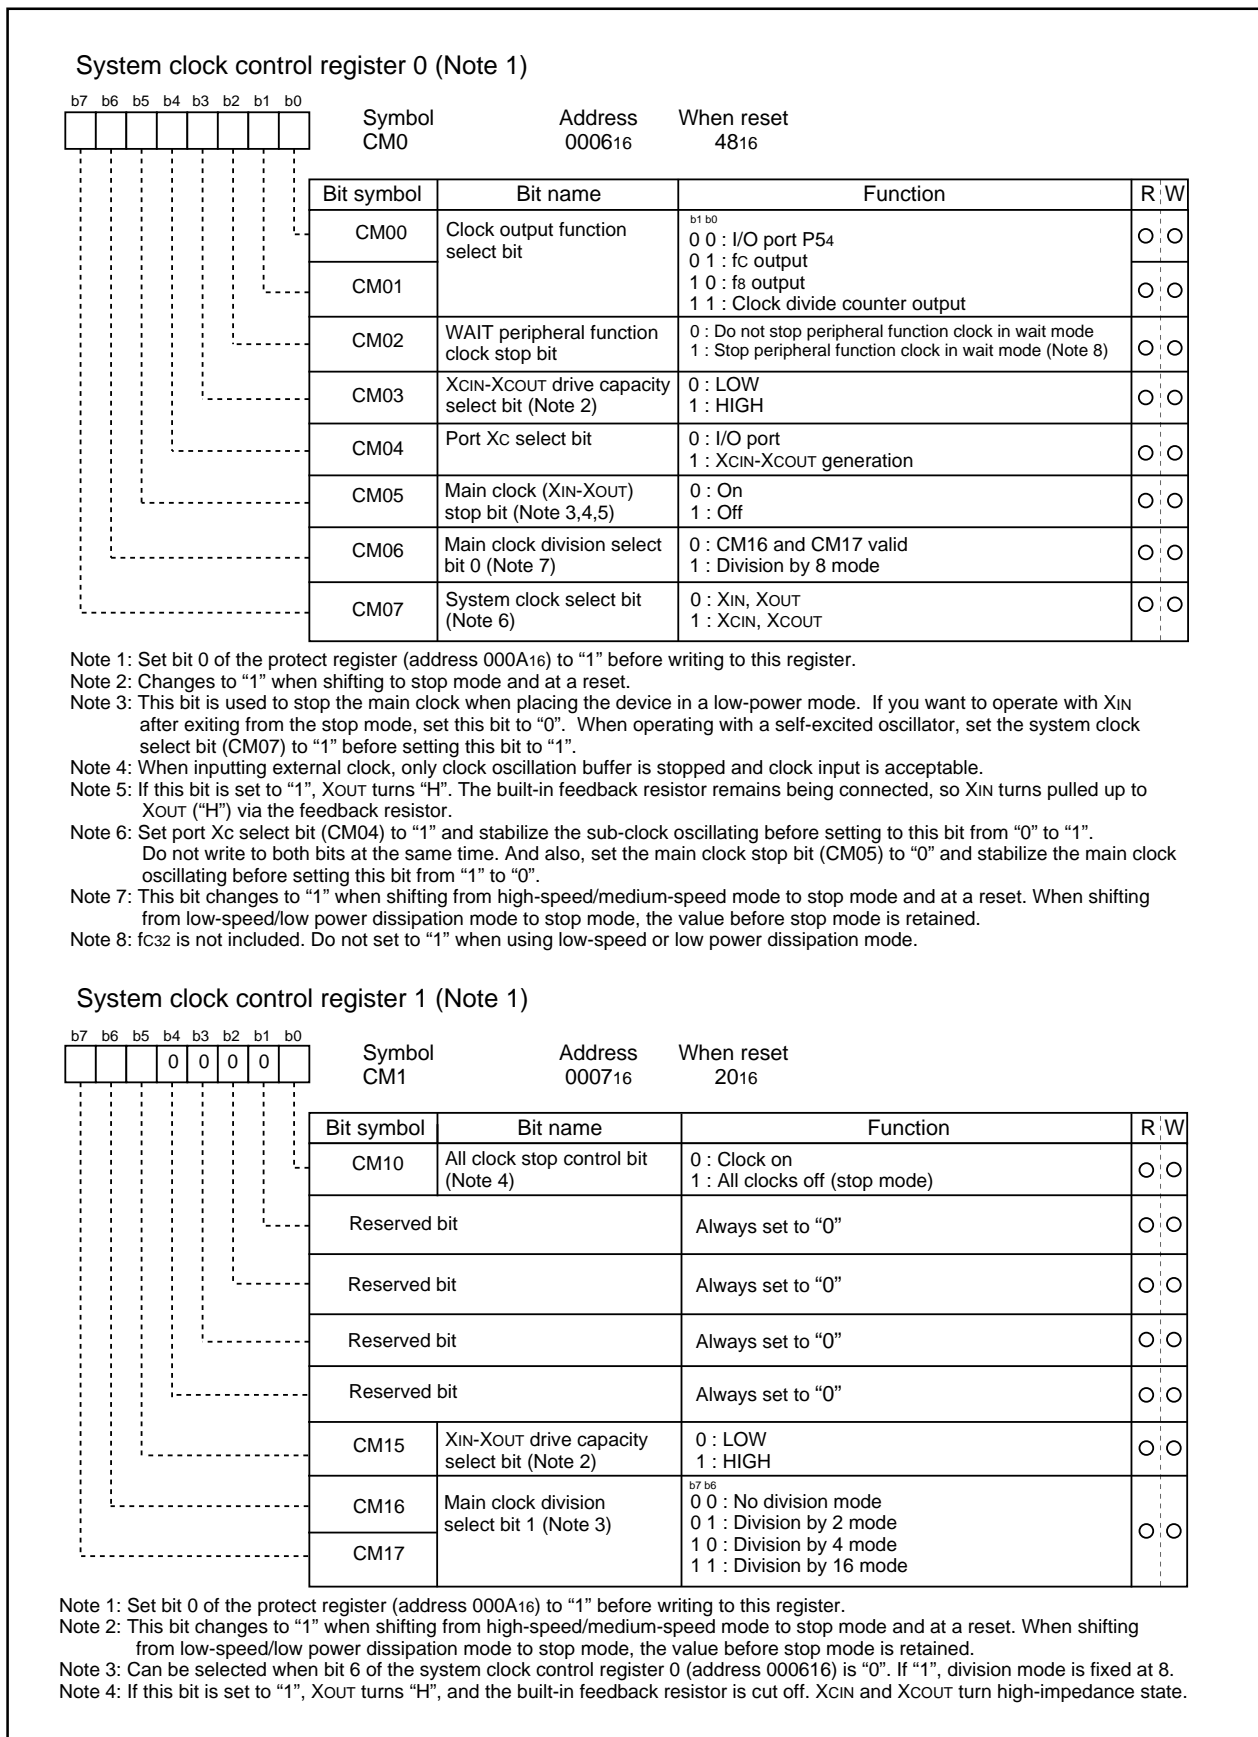 System clock control register 0 (Note 1)
b7 b6 b5 b4 b3 b2 b1 b0
Symbol Address When reset
CM0 000616 4816
Bit symbol Bit name Function R W
CM00 Clock output function select bit
b1 b0
0 0 : I/O port P54
0 1 : fC output
1 0 : f8 output
1 1 : Clock divide counter output
CM01
CM02 WAIT peripheral function clock stop bit
0 : Do not stop peripheral function clock in wait mode
1 : Stop peripheral function clock in wait mode (Note 8)
CM03 XCIN-XCOUT drive capacity select bit (Note 2)
0 : LOW
1 : HIGH
CM04 Port XC select bit
0 : I/O port
1 : XCIN-XCOUT generation
CM05 Main clock (XIN-XOUT) stop bit (Note 3,4,5)
0 : On
1 : Off
CM06 Main clock division select bit 0 (Note 7)
0 : CM16 and CM17 valid
1 : Division by 8 mode
CM07 System clock select bit (Note 6)
0 : XIN, XOUT
1 : XCIN, XCOUT
Note 1: Set bit 0 of the protect register (address 000A16) to “1” before writing to this register.
Note 2: Changes to “1” when shifting to stop mode and at a reset.
Note 3: This bit is used to stop the main clock when placing the device in a low-power mode. If you want to operate with XIN
after exiting from the stop mode, set this bit to “0”. When operating with a self-excited oscillator, set the system clock
select bit (CM07) to “1” before setting this bit to “1”.
Note 4: When inputting external clock, only clock oscillation buffer is stopped and clock input is acceptable.
Note 5: If this bit is set to “1”, XOUT turns “H”. The built-in feedback resistor remains being connected, so XIN turns pulled up to
XOUT (“H”) via the feedback resistor.
Note 6: Set port Xc select bit (CM04) to “1” and stabilize the sub-clock oscillating before setting to this bit from “0” to “1”.
Do not write to both bits at the same time. And also, set the main clock stop bit (CM05) to “0” and stabilize the main clock
oscillating before setting this bit from “1” to “0”.
Note 7: This bit changes to “1” when shifting from high-speed/medium-speed mode to stop mode and at a reset. When shifting
from low-speed/low power dissipation mode to stop mode, the value before stop mode is retained.
Note 8: fC32 is not included. Do not set to “1” when using low-speed or low power dissipation mode.
System clock control register 1 (Note 1)
b7 b6 b5 b4 b3 b2 b1 b0
0 0 0 0
Symbol Address When reset
CM1 000716 2016
Bit symbol Bit name Function R W
CM10 All clock stop control bit (Note 4)
0 : Clock on
1 : All clocks off (stop mode)
Reserved bit Always set to “0”
Reserved bit Always set to “0”
Reserved bit Always set to “0”
Reserved bit Always set to “0”
CM15 XIN-XOUT drive capacity select bit (Note 2)
0 : LOW
1 : HIGH
CM16 Main clock division select bit 1 (Note 3)
b7 b6
0 0 : No division mode
0 1 : Division by 2 mode
1 0 : Division by 4 mode
1 1 : Division by 16 mode
CM17
Note 1: Set bit 0 of the protect register (address 000A16) to “1” before writing to this register.
Note 2: This bit changes to “1” when shifting from high-speed/medium-speed mode to stop mode and at a reset. When shifting
from low-speed/low power dissipation mode to stop mode, the value before stop mode is retained.
Note 3: Can be selected when bit 6 of the system clock control register 0 (address 000616) is “0”. If “1”, division mode is fixed at 8.
Note 4: If this bit is set to “1”, XOUT turns “H”, and the built-in feedback resistor is cut off. XCIN and XCOUT turn high-impedance state.